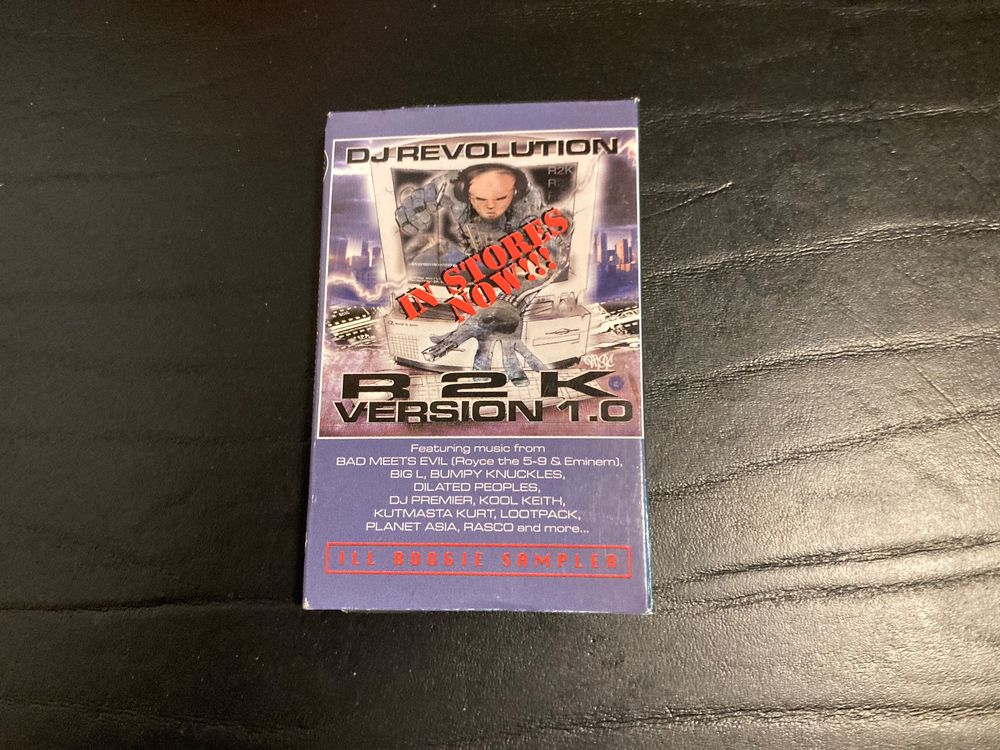 DJ REVOLUTION
R2K
IN STORES
NOW!!!
R2K
VERSION 1.0
Featuring music from
BAD MEETS EVIL (Royce the 5-9 & Eminem),
BIG L, BUMPY KNUCKLES,
DILATED PEOPLES,
DJ PREMIER, KOOL KEITH,
KUTMASTA KURT, LOOTPACK,
PLANET ASIA, RASCO and more...
ILL BOOGIE SAMPLER